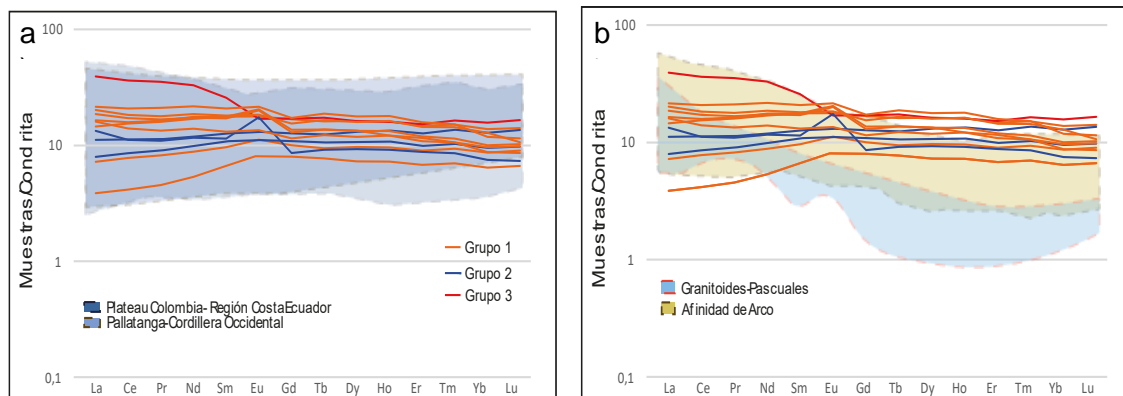 a
Muestras/Condrita
100
10
1
0,1
Grupo 1
Grupo 2
Grupo 3
Plateau Colombia-Región Costa Ecuador
Pallatanga-Cordillera Occidental
La Ce Pr Nd Sm Eu Gd Tb Dy Ho Er Tm Yb Lu
b
Muestras/Condrita
100
10
1
0,1
Granitoides-Pascuales
Afinidad de Arco
La Ce Pr Nd Sm Eu Gd Tb Dy Ho Er Tm Yb Lu